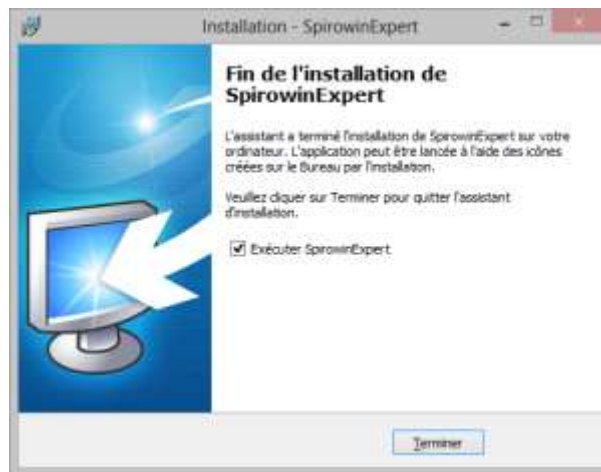 Installation - SpirowinExpert
Fin de l'installation de
SpirowinExpert
L'assistant a terminé l'installation de SpirowinExpert sur votre
ordinateur. L'application peut être lancée à l'aide des icônes
créées sur le Bureau par l'installation.
Veuillez cliquer sur Terminer pour quitter l'assistant
d'installation.
Exécuter SpirowinExpert
Terminer